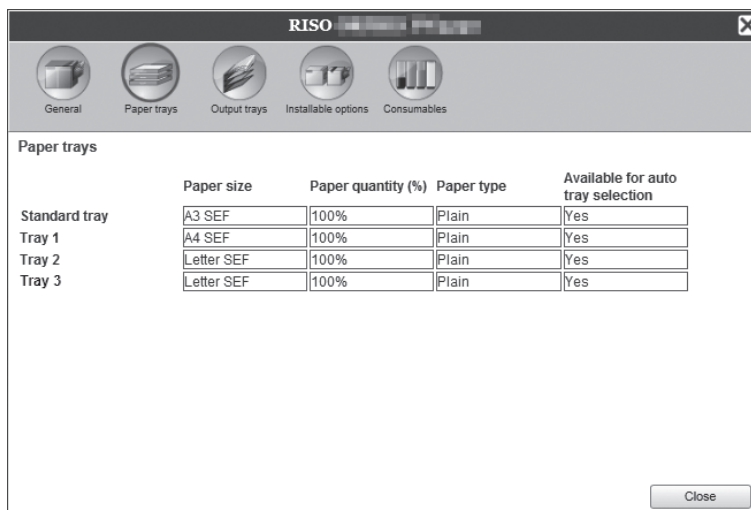 RISO
General Paper trays Output trays Installable options Consumables
Paper trays
Paper size Paper quantity (%) Paper type Available for auto tray selection
Standard tray A3 SEF 100% Plain Yes
Tray 1 A4 SEF 100% Plain Yes
Tray 2 Letter SEF 100% Plain Yes
Tray 3 Letter SEF 100% Plain Yes
Close